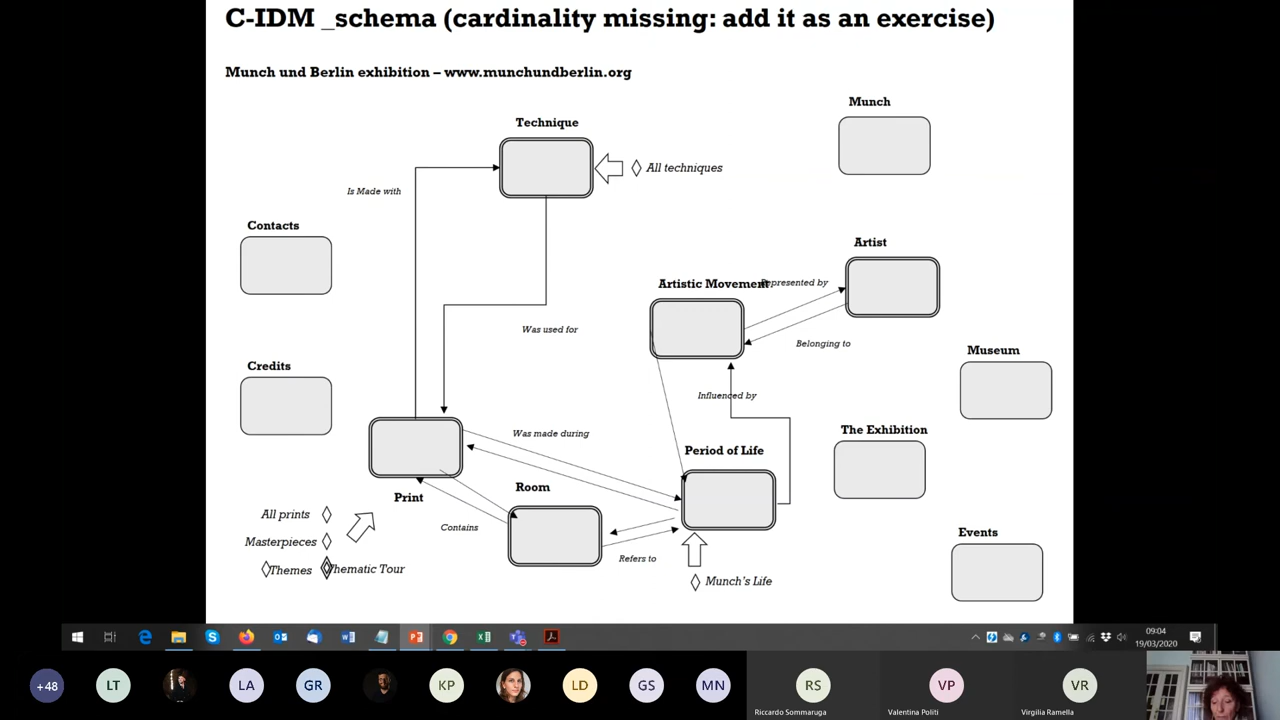 C-IDM _schema (cardinality missing: add it as an exercise)
Munch und Berlin exhibition – www.munchundberlin.org
Munch
Technique
All techniques
Is Made with
Contacts
Artist
Artistic Movement
Represented by
Was used for
Belonging to
Museum
Credits
Influenced by
The Exhibition
Was made during
Period of Life
Room
Print
All prints
Contains
Events
Masterpieces
Refers to
Themes
Thematic Tour
Munch's Life
09:04
19/03/2020
+48
LT
LA
GR
KP
LD
GS
MN
RS
VP
VR
Riccardo Sommaruga
Valentina Politi
Virgilia Ramella